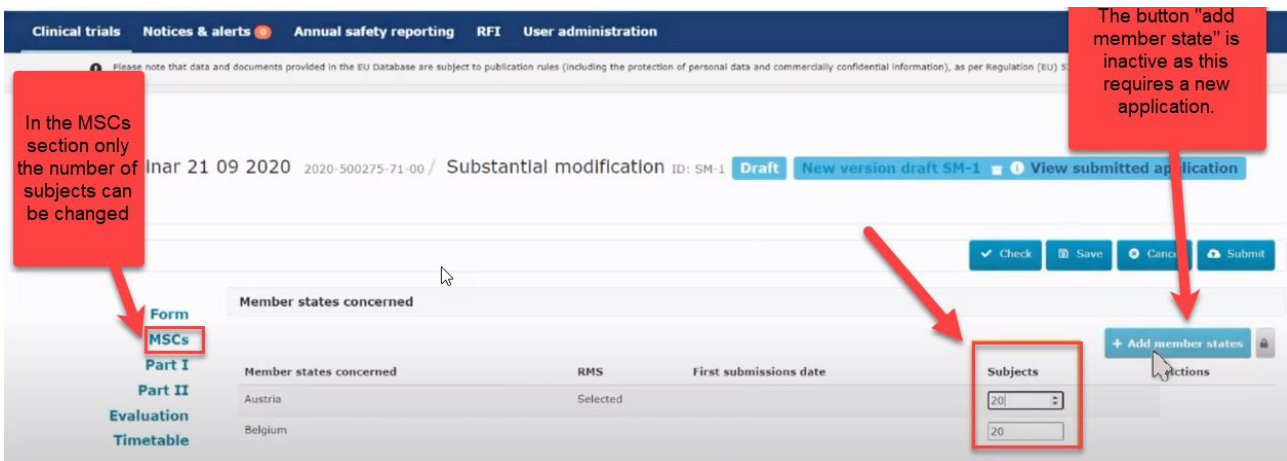 Clinical trials Notices & alerts 0 Annual safety reporting RFI User administration
The button "add
member state" is
inactive as this
requires a new
application.
Please note that data and documents provided in the EU Database are subject to publication rules (including the protection of personal data and commercially confidential information), as per Regulation (EU)
In the MSCs
section only
the number of
subjects can
be changed
inar 21 09 2020 2020-500275-71-00 / Substantial modification ID: SM-1 Draft New version draft SM-1 View submitted application
Check Save Submit
Form
MSCs
Part I
Part II
Evaluation
Timetable
Member states concerned
+ Add member states
Member states concerned RMS First submissions date Subjects
Austria Selected 20
Belgium 20